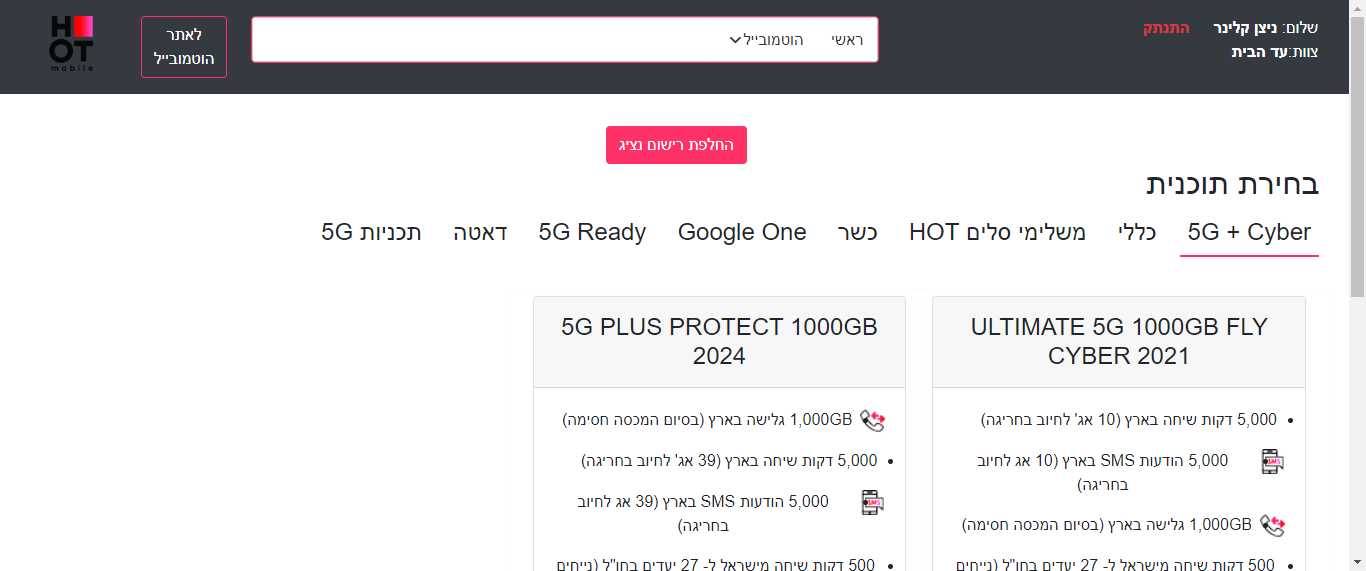 שלום: ניצן קלינר התנתק
צוות:עד הבית
ראשי הוטמובייל
לאתר
הוטמובייל
HOT
mobile
החלפת רישום נציג
בחירת תוכנית
5G + Cyber כללי משלימי סלים HOT כשר Google One 5G Ready דאטה תכניות 5G
ULTIMATE 5G 1000GB FLY
CYBER 2021
5,000 דקות שיחה בארץ (10 אג' לחיוב בחריגה)
5,000 הודעות SMS בארץ (10 אג לחיוב
בחריגה)
1,000GB גלישה בארץ (בסיום המכסה חסימה)
500 דקות שיחה מישראל ל- 27 יעדים בחו"ל (נייחים
5G PLUS PROTECT 1000GB
2024
1,000GB גלישה בארץ (בסיום המכסה חסימה)
5,000 דקות שיחה בארץ (39 אג' לחיוב בחריגה)
5,000 הודעות SMS בארץ (39 אג לחיוב
בחריגה)
500 דקות שיחה מישראל ל- 27 יעדים בחו"ל (נייחים